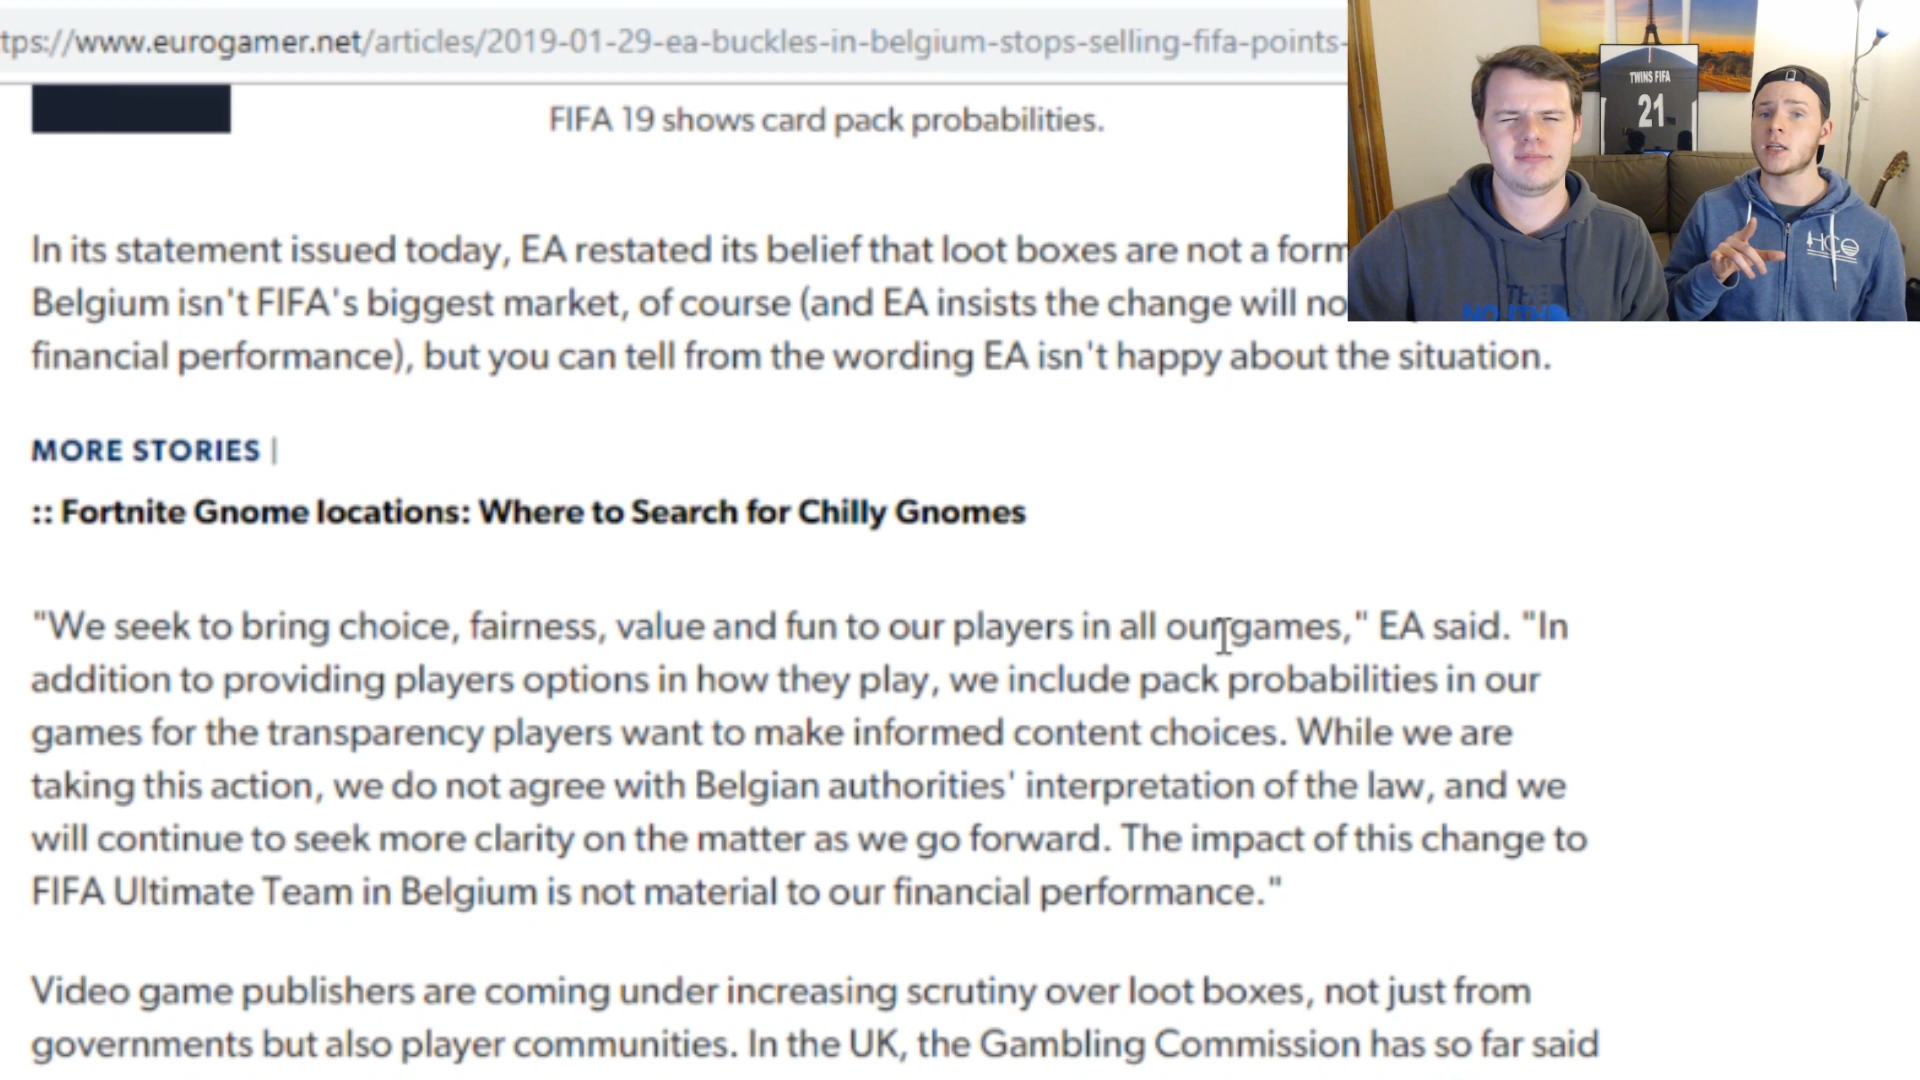 tps://www.eurogamer.net/articles/2019-01-29-ea-buckles-in-belgium-stops-selling-fifa-points-
TWINS FIFA
21
HCO
FIFA 19 shows card pack probabilities.
In its statement issued today, EA restated its belief that loot boxes are not a form
Belgium isn't FIFA's biggest market, of course (and EA insists the change will no
financial performance), but you can tell from the wording EA isn't happy about the situation.
MORE STORIES |
:: Fortnite Gnome locations: Where to Search for Chilly Gnomes
"We seek to bring choice, fairness, value and fun to our players in all our games," EA said. "In
addition to providing players options in how they play, we include pack probabilities in our
games for the transparency players want to make informed content choices. While we are
taking this action, we do not agree with Belgian authorities' interpretation of the law, and we
will continue to seek more clarity on the matter as we go forward. The impact of this change to
FIFA Ultimate Team in Belgium is not material to our financial performance."
Video game publishers are coming under increasing scrutiny over loot boxes, not just from
governments but also player communities. In the UK, the Gambling Commission has so far said